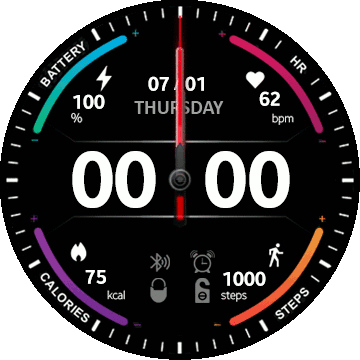 BATTERY
HR
100
%
07 / 01
THURSDAY
62
bpm
00 00
75
kcal
1000
steps
CALORIES
STEPS